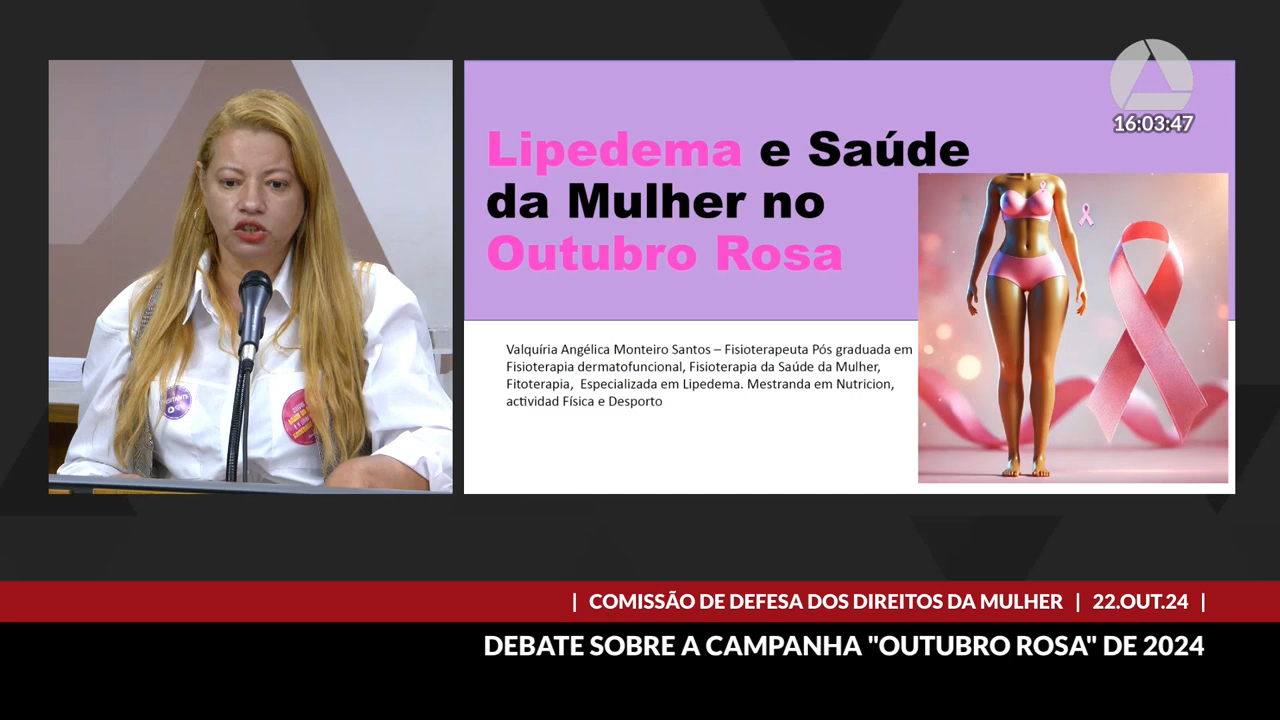 16:03:47
Lipedema e Saúde
da Mulher no
Outubro Rosa
Valquíria Angélica Monteiro Santos – Fisioterapeuta Pós graduada em
Fisioterapia dermatofuncional, Fisioterapia da Saúde da Mulher,
Fitoterapia, Especializada em Lipedema. Mestranda em Nutricion,
actividad Física e Desporto
| COMISSÃO DE DEFESA DOS DIREITOS DA MULHER | 22.OUT.24 |
DEBATE SOBRE A CAMPANHA "OUTUBRO ROSA" DE 2024